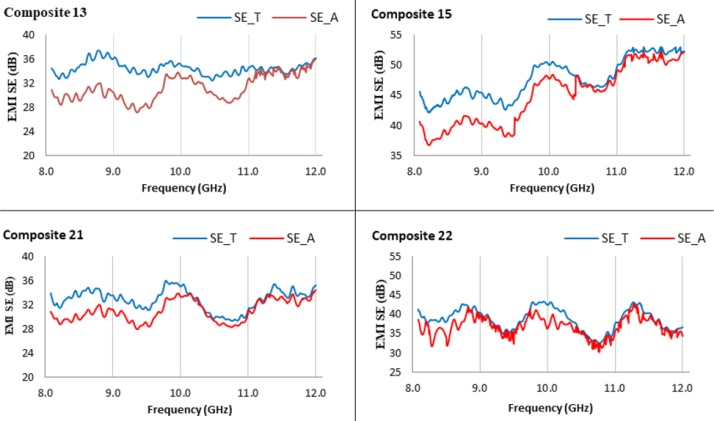 Composite 13
SE_T SE_A
EMI SE (dB)
40
36
32
28
24
20
8.0 9.0 10.0 11.0 12.0
Frequency (GHz)
Composite 15
SE_T SE_A
EMI SE (dB)
55
50
45
40
35
8.0 9.0 10.0 11.0 12.0
Frequency (GHz)
Composite 21
SE_T SE_A
EMI SE (dB)
40
36
32
28
24
20
8.0 9.0 10.0 11.0 12.0
Frequency (GHz)
Composite 22
SE_T SE_A
EMI SE (dB)
55
50
45
40
35
30
25
8.0 9.0 10.0 11.0 12.0
Frequency (GHz)